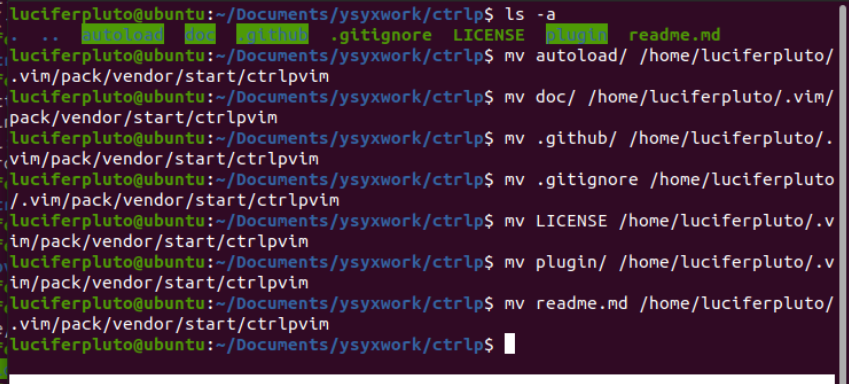 luciferpluto@ubuntu:~/Documents/ysyxwork/ctrlp$ ls -a
.  ..  autoload  doc  .github  .gitignore  LICENSE  plugin  readme.md
luciferpluto@ubuntu:~/Documents/ysyxwork/ctrlp$ mv autoload/ /home/luciferpluto/
.vim/pack/vendor/start/ctrlpvim
luciferpluto@ubuntu:~/Documents/ysyxwork/ctrlp$ mv doc/ /home/luciferpluto/.vim/
pack/vendor/start/ctrlpvim
luciferpluto@ubuntu:~/Documents/ysyxwork/ctrlp$ mv .github/ /home/luciferpluto/.
vim/pack/vendor/start/ctrlpvim
luciferpluto@ubuntu:~/Documents/ysyxwork/ctrlp$ mv .gitignore /home/luciferpluto
/.vim/pack/vendor/start/ctrlpvim
luciferpluto@ubuntu:~/Documents/ysyxwork/ctrlp$ mv LICENSE /home/luciferpluto/.v
im/pack/vendor/start/ctrlpvim
luciferpluto@ubuntu:~/Documents/ysyxwork/ctrlp$ mv plugin/ /home/luciferpluto/.v
im/pack/vendor/start/ctrlpvim
luciferpluto@ubuntu:~/Documents/ysyxwork/ctrlp$ mv readme.md /home/luciferpluto/
.vim/pack/vendor/start/ctrlpvim
luciferpluto@ubuntu:~/Documents/ysyxwork/ctrlp$